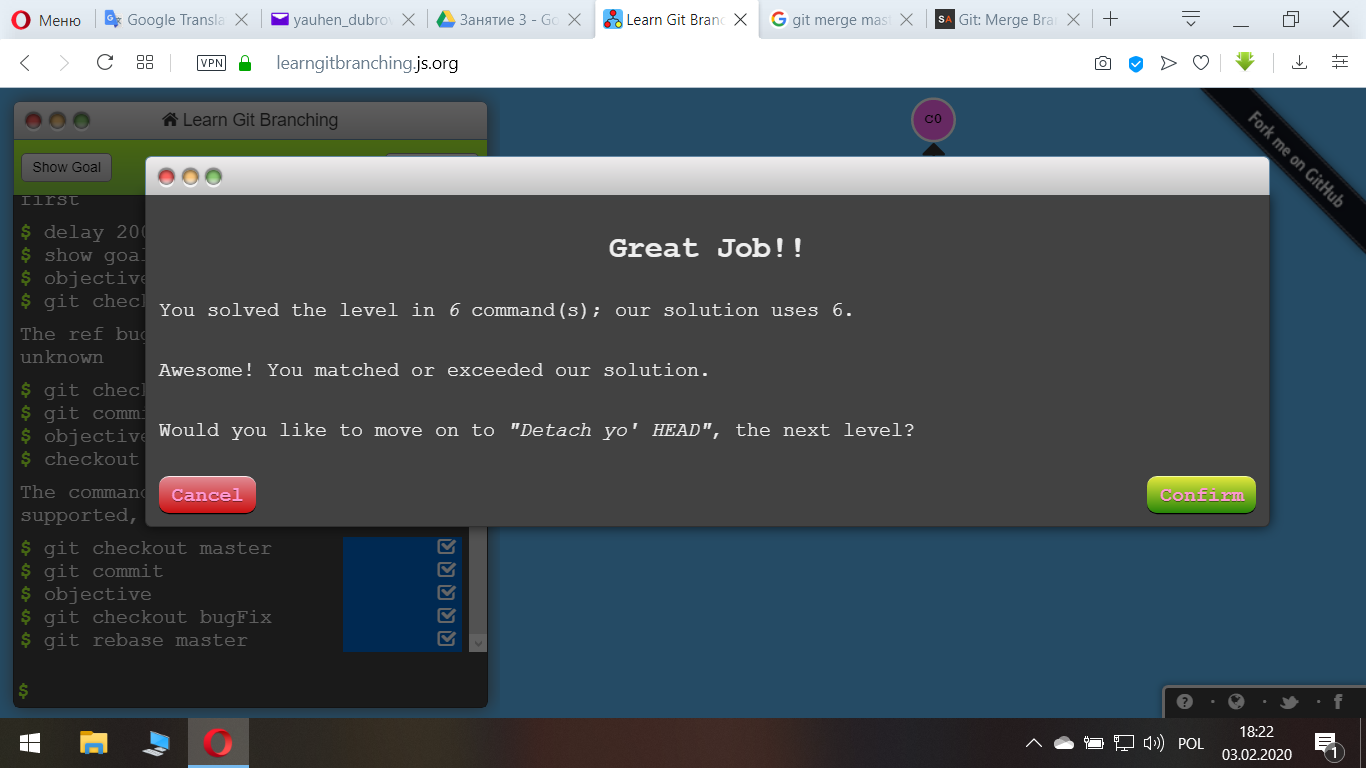 Меню
Google Transla
yauhen_dubrov
Занятие 3 - Go
Learn Git Branc
git merge mast
SA
Git: Merge Bra
VPN
learngitbranching.js.org
Learn Git Branching
C0
Fork me on GitHub
Show Goal
first
$ delay 200
$ show goal
$ objective
$ git chec
The ref bug
unknown
$ git chec
$ git commi
$ objective
$ checkout
The command
supported,
Great Job!!
You solved the level in 6 command(s); our solution uses 6.
Awesome! You matched or exceeded our solution.
Would you like to move on to "Detach yo' HEAD", the next level?
Cancel
Confirm
$ git checkout master
$ git commit
$ objective
$ git checkout bugFix
$ git rebase master
$
POL
18:22
03.02.2020
1